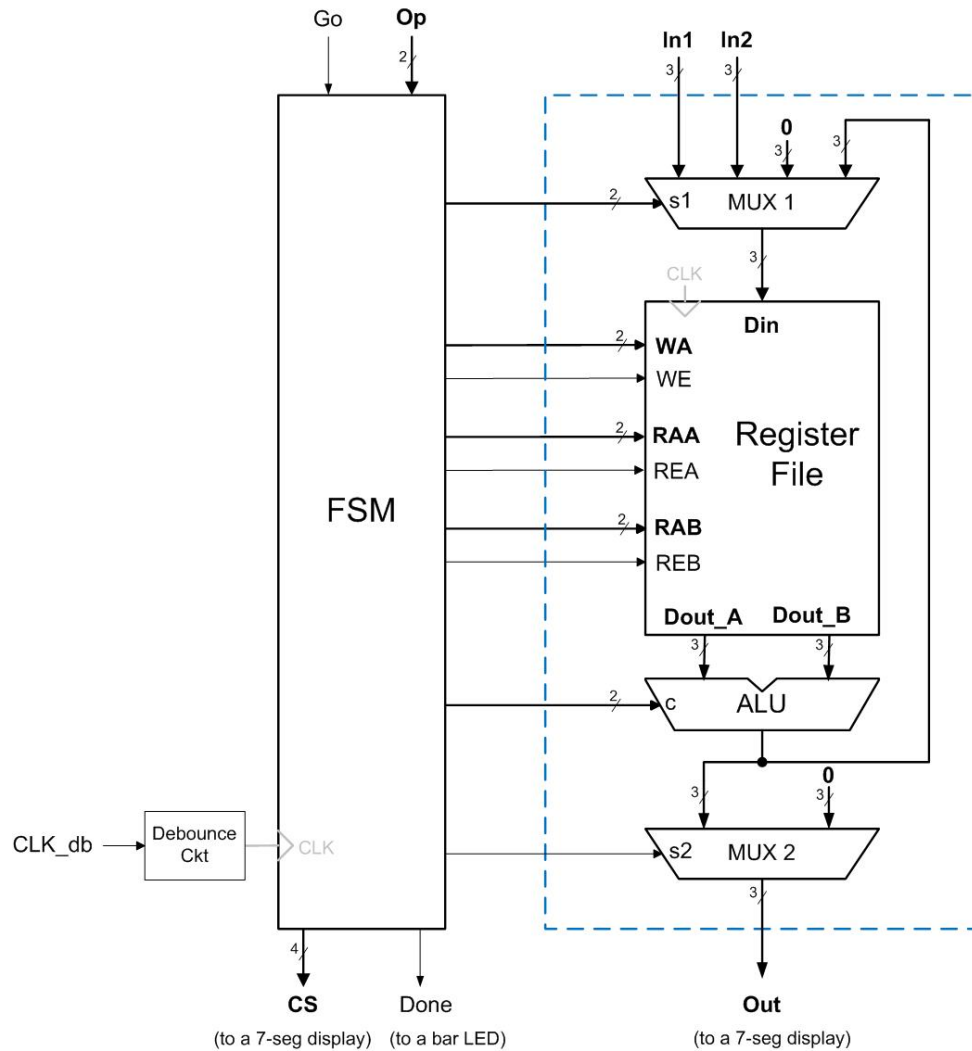 Go
Op
2
In1
In2
3
3
0
3
3
2
s1
MUX 1
3
CLK
Din
2
WA
WE
2
RAA
REA
Register
File
FSM
2
RAB
REB
Dout_A
Dout_B
3
3
2
c
ALU
0
3
3
CLK_db
Debounce
Ckt
CLK
s2
MUX 2
3
4
CS
Done
Out
(to a 7-seg display)
(to a bar LED)
(to a 7-seg display)